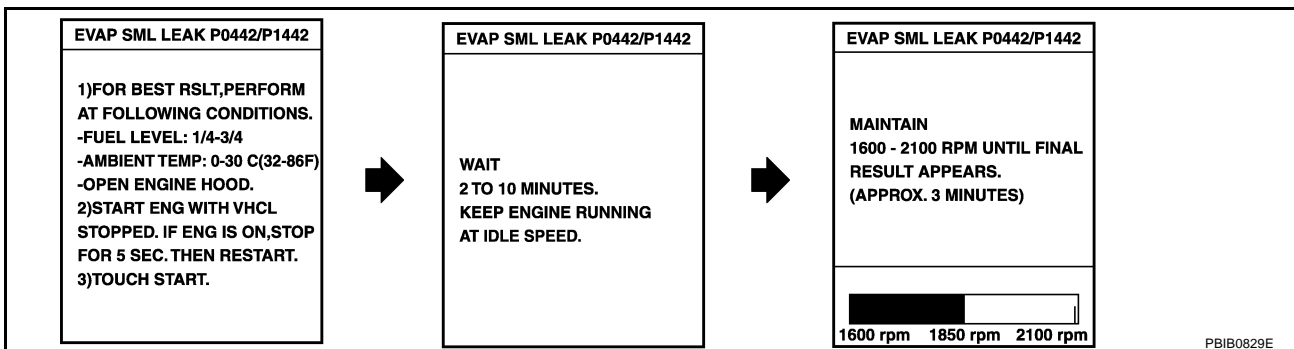 EVAP SML LEAK P0442/P1442
1)FOR BEST RSLT,PERFORM
AT FOLLOWING CONDITIONS.
-FUEL LEVEL: 1/4-3/4
-AMBIENT TEMP: 0-30 C(32-86F)
-OPEN ENGINE HOOD.
2)START ENG WITH VHCL
STOPPED. IF ENG IS ON,STOP
FOR 5 SEC. THEN RESTART.
3)TOUCH START.
EVAP SML LEAK P0442/P1442
WAIT
2 TO 10 MINUTES.
KEEP ENGINE RUNNING
AT IDLE SPEED.
EVAP SML LEAK P0442/P1442
MAINTAIN
1600 - 2100 RPM UNTIL FINAL
RESULT APPEARS.
(APPROX. 3 MINUTES)
1600 rpm 1850 rpm 2100 rpm
PBIB0829E